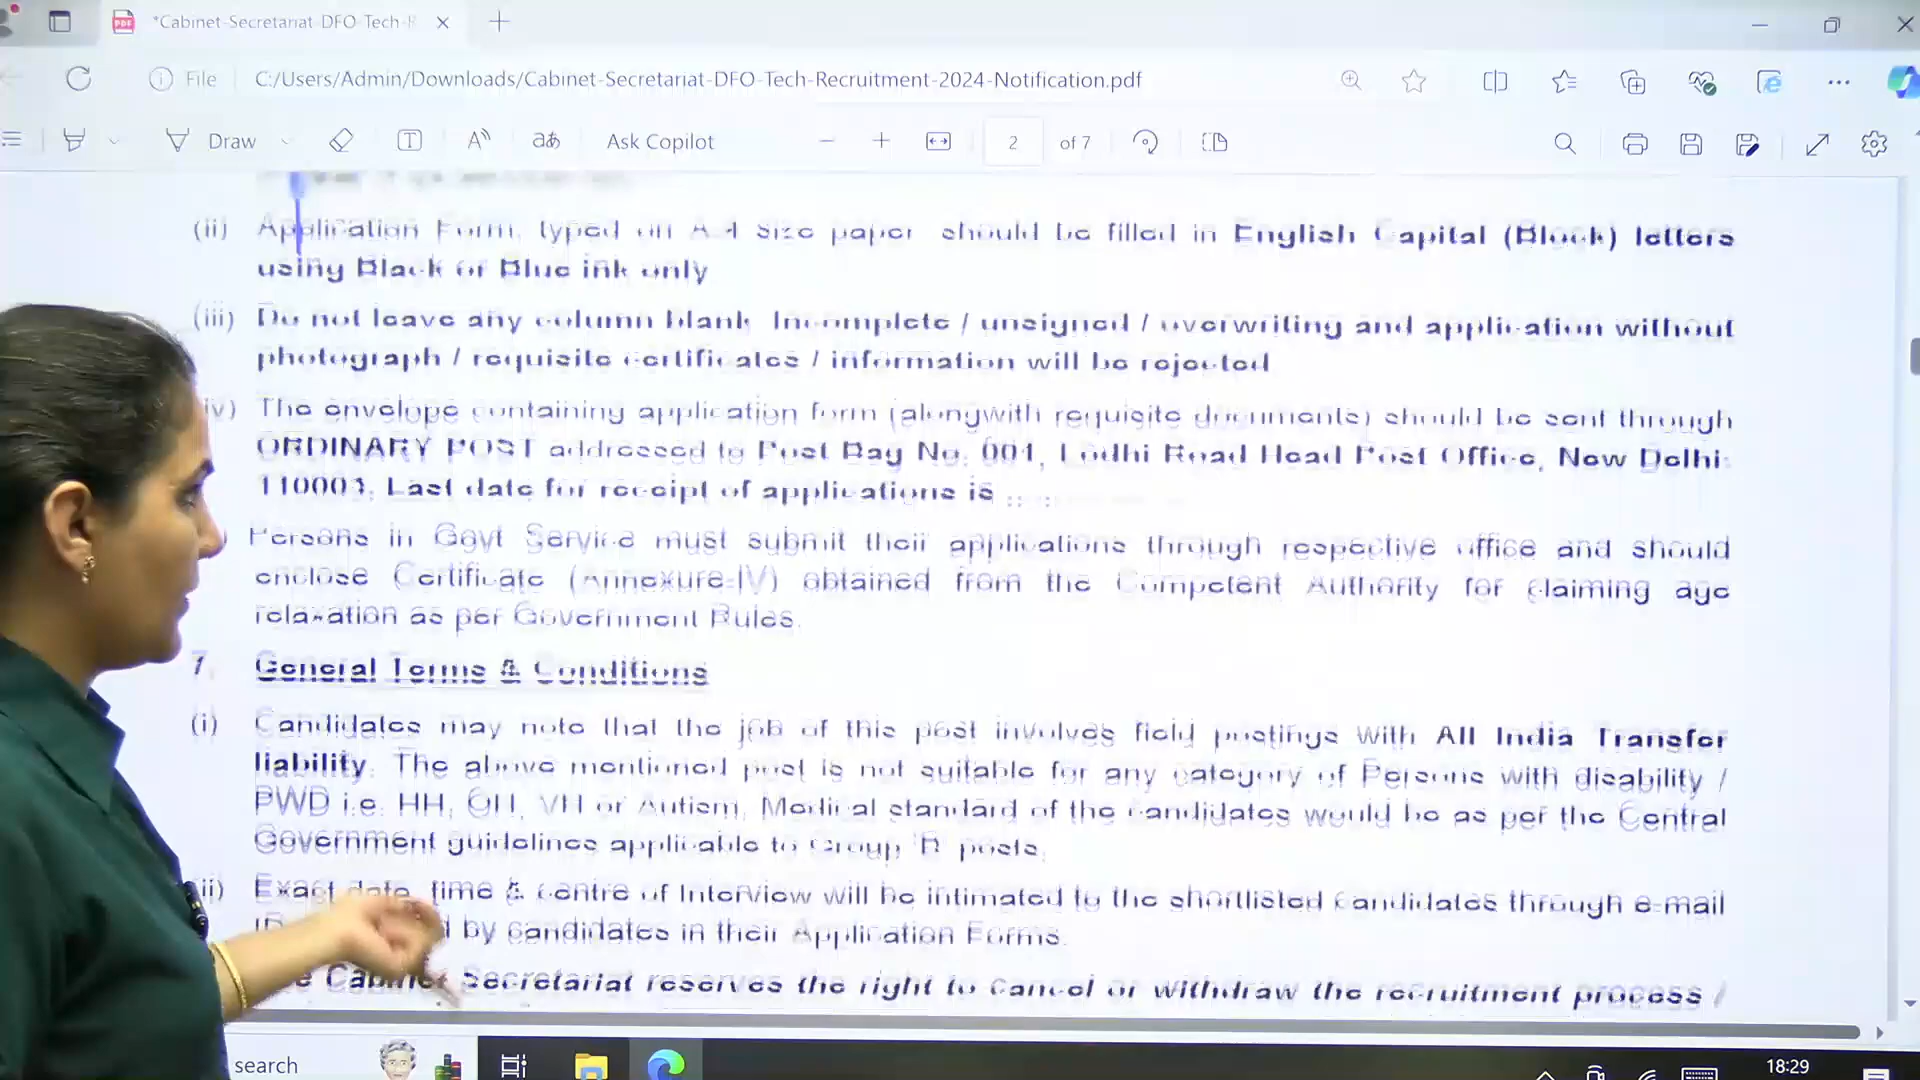 *Cabinet-Secretariat-DFO-Tech-R
File C:/Users/Admin/Downloads/Cabinet-Secretariat-DFO-Tech-Recruitment-2024-Notification.pdf
Draw Ask Copilot 2 of 7
(ii) Application Form, typed on A-4 size paper should be filled in English Capital (Block) letters
using Black or Blue ink only
(iii) Do not leave any column blank. Incomplete / unsigned / overwriting and application without
photograph / requisite certificates / information will be rejected
iv) The envelope containing application form (alongwith requisite documents) should be sent through
ORDINARY POST addressed to Post Bag No. 001, Lodhi Road Head Post Office, New Delhi-
110003. Last date for receipt of applications is
) Persons in Govt Service must submit their applications through respective office and should
enclose Certificate (Annexure-IV) obtained from the Competent Authority for claiming age
relaxation as per Government Rules.
7. General Terms & Conditions
(i) Candidates may note that the job of this post involves field postings with All India Transfer
liability. The above mentioned post is not suitable for any category of Persons with disability /
PWD i.e. HH, OH, VH or Autism, Medical standard of the candidates would be as per the Central
Government guidelines applicable to Group 'B' posts.
ii) Exact date, time & centre of Interview will be intimated to the shortlisted candidates through e-mail
ID by candidates in their Application Forms.
Cabinet Secretariat reserves the right to cancel or withdraw the recruitment process /
search
18:29